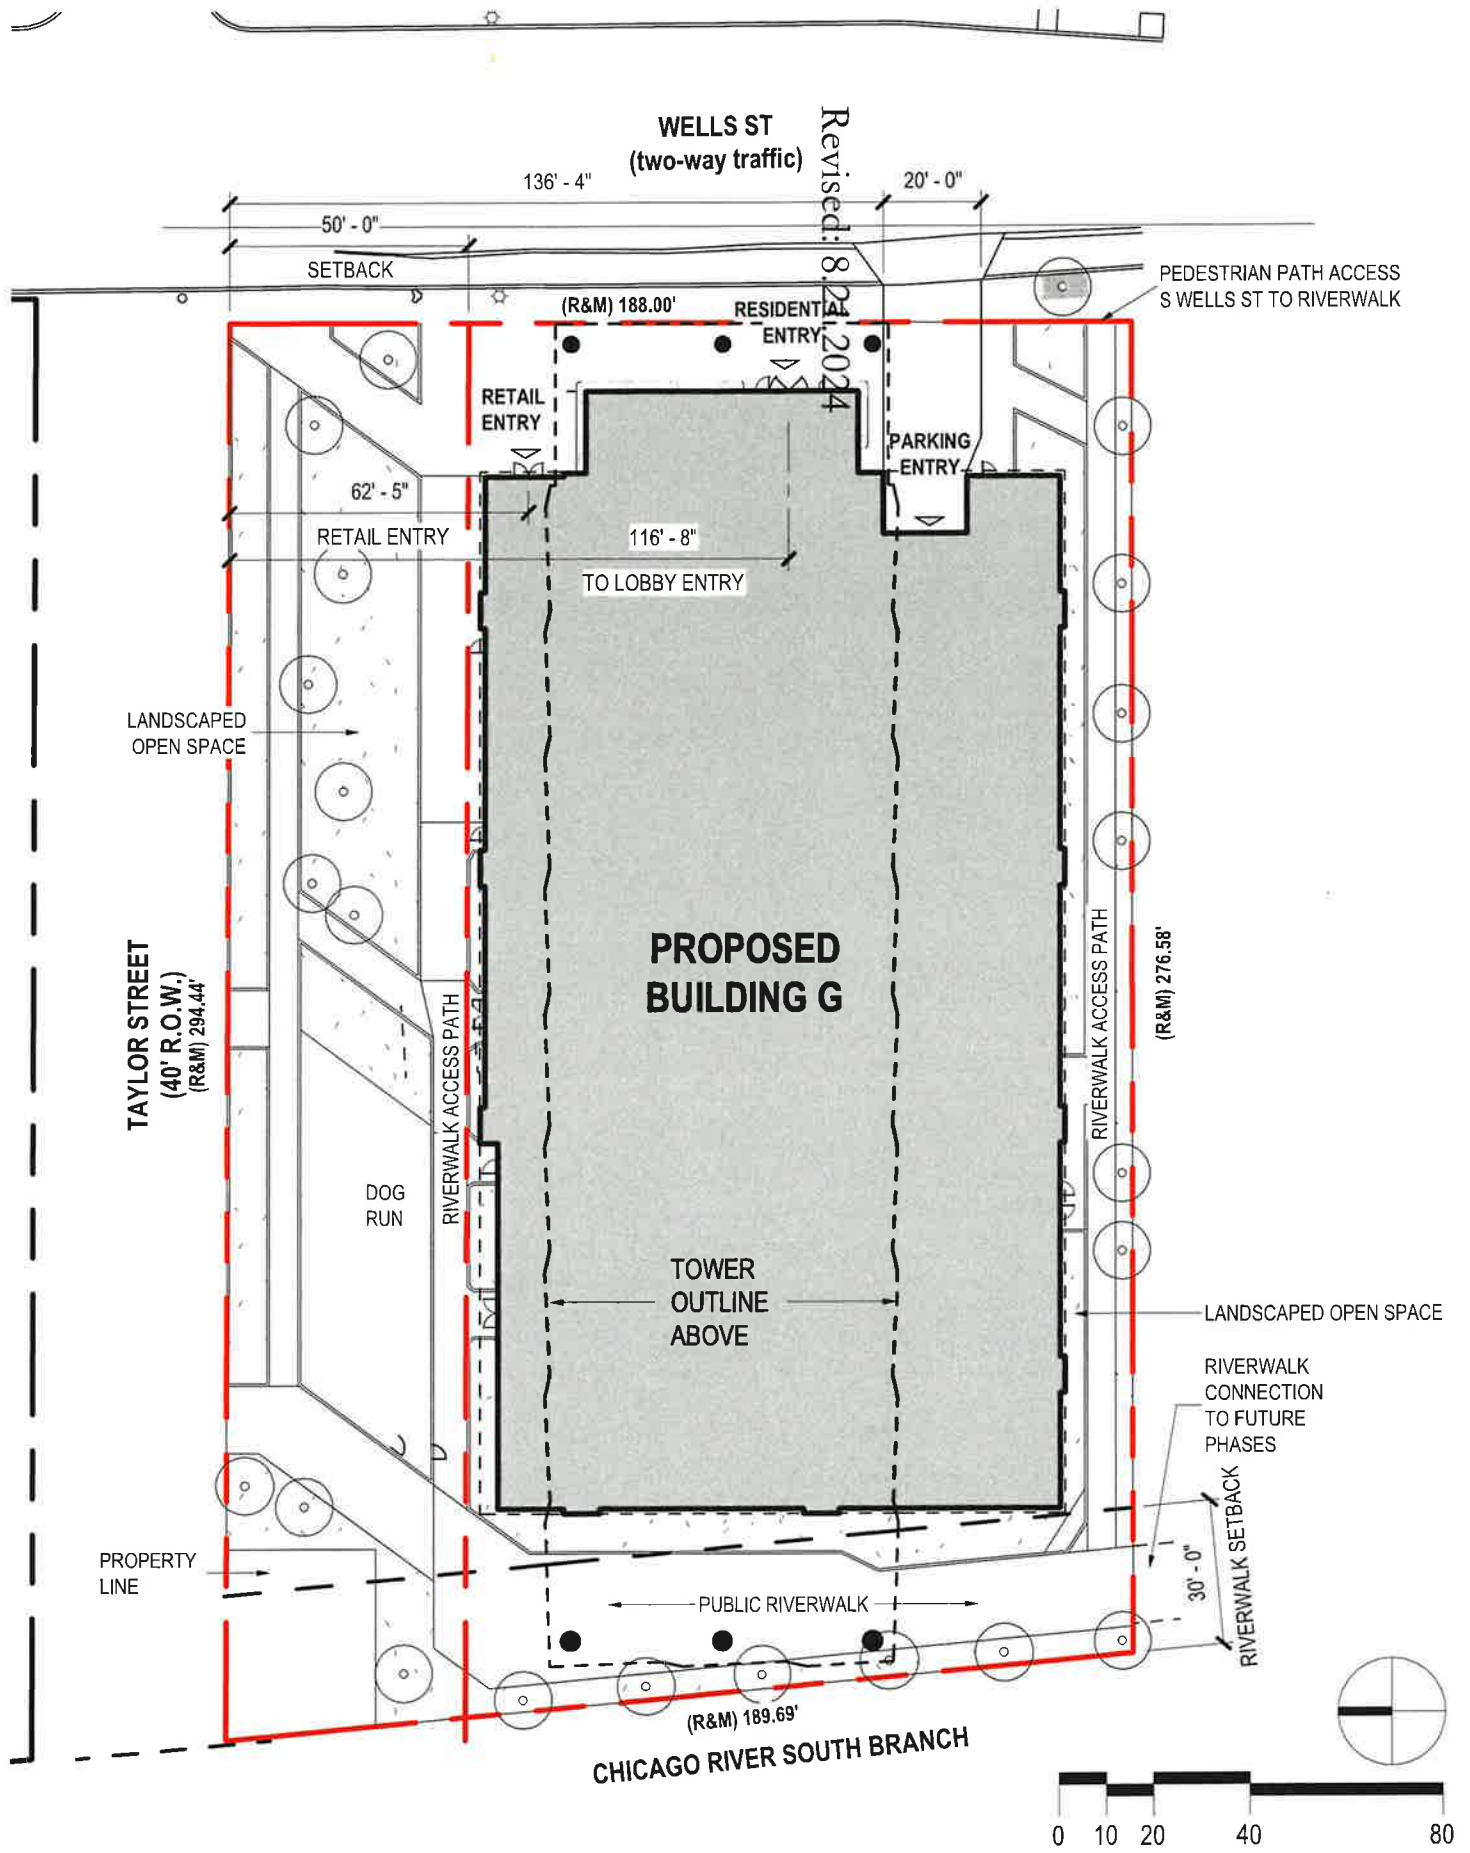 WELLS ST
(two-way traffic)
Revised: 8.21.2024
136' - 4"
20' - 0"
50' - 0"
SETBACK
(R&M) 188.00'
RESIDENTIAL
ENTRY
PEDESTRIAN PATH ACCESS
S WELLS ST TO RIVERWALK
RETAIL
ENTRY
PARKING
ENTRY
62' - 5"
RETAIL ENTRY
116' - 8"
TO LOBBY ENTRY
LANDSCAPED
OPEN SPACE
PROPOSED
BUILDING G
TAYLOR STREET
(40' R.O.W.)
(R&M) 294.44'
RIVERWALK ACCESS PATH
RIVERWALK ACCESS PATH
(R&M) 276.58'
DOG
RUN
TOWER
OUTLINE
ABOVE
LANDSCAPED OPEN SPACE
RIVERWALK
CONNECTION
TO FUTURE
PHASES
PROPERTY
LINE
PUBLIC RIVERWALK
30' - 0"
RIVERWALK SETBACK
(R&M) 189.69'
CHICAGO RIVER SOUTH BRANCH
0 10 20 40 80